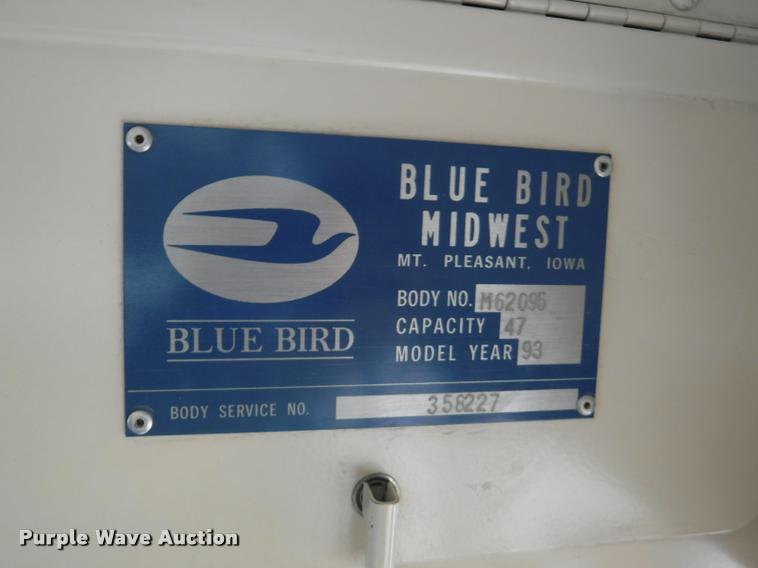 BLUE BIRD
MIDWEST
MT. PLEASANT, IOWA
BODY NO. M62095
CAPACITY 47
MODEL YEAR 93
BLUE BIRD
BODY SERVICE NO. 358227
Purple Wave Auction